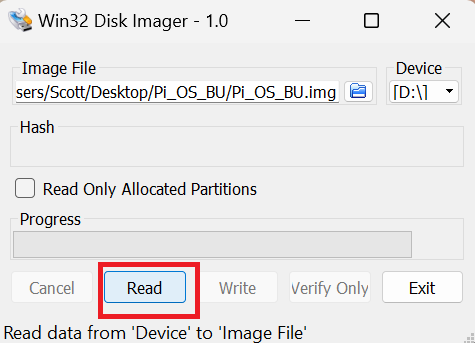 Win32 Disk Imager - 1.0
Image File
Device
sers/Scott/Desktop/Pi_OS_BU/Pi_OS_BU.img
[D:\]
Hash
Read Only Allocated Partitions
Progress
Cancel
Read
Write
Verify Only
Exit
Read data from 'Device' to 'Image File'